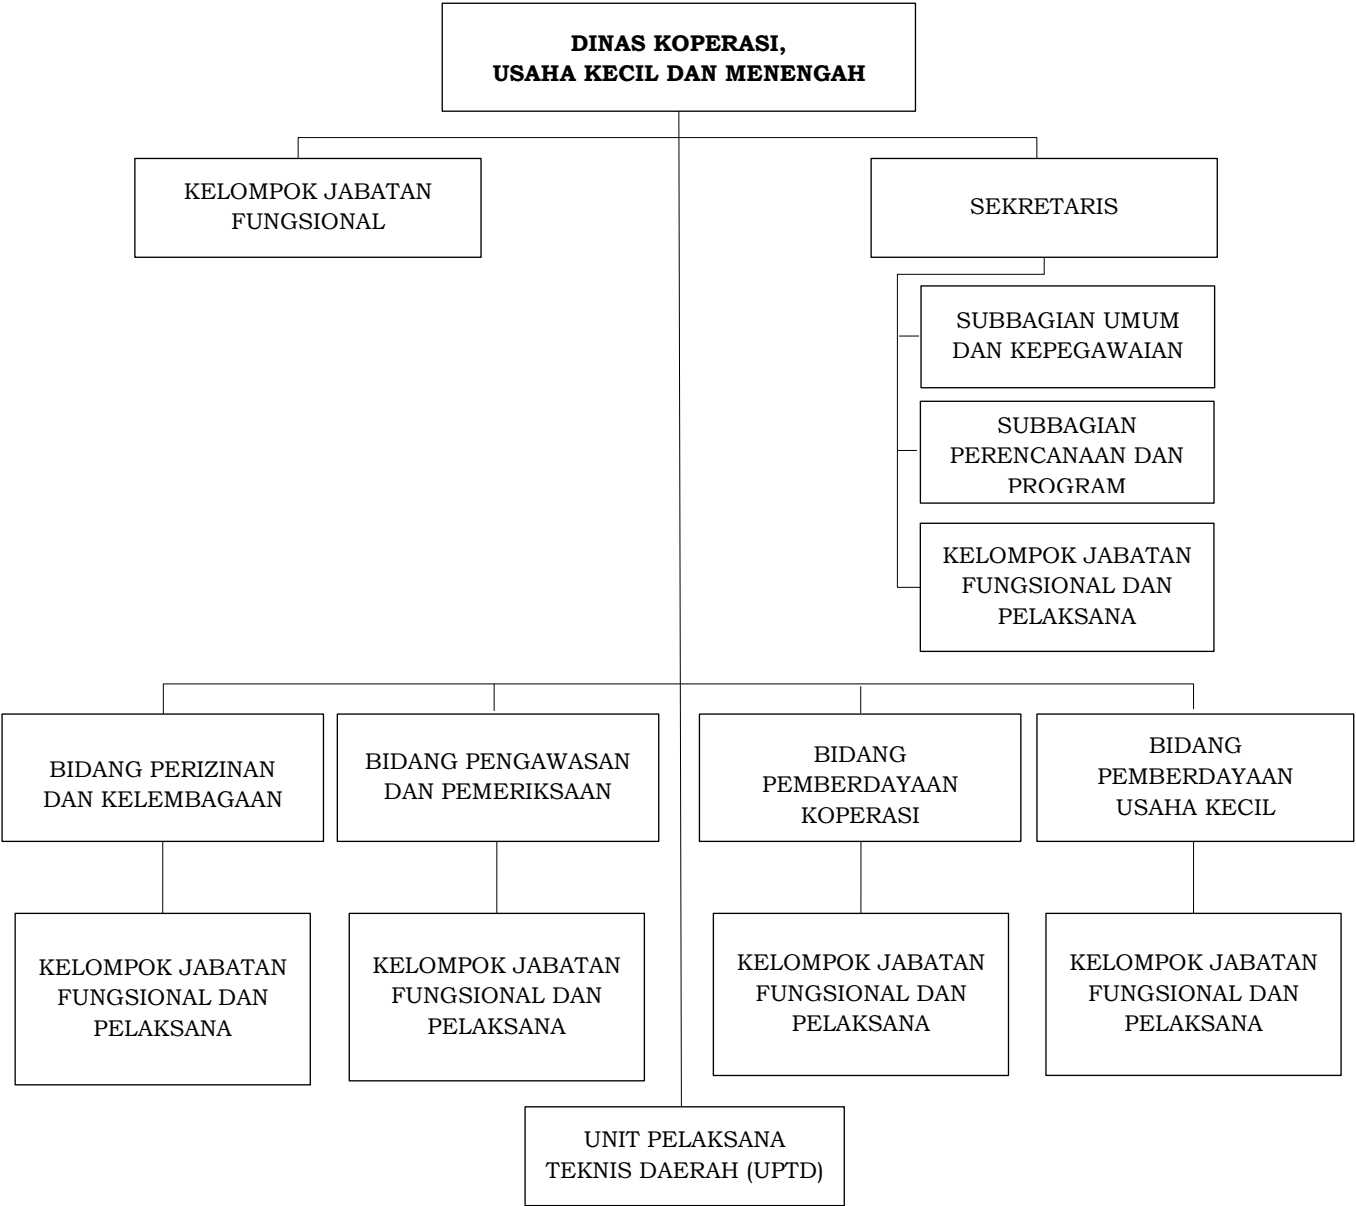 DINAS KOPERASI,
USAHA KECIL DAN MENENGAH
KELOMPOK JABATAN
FUNGSIONAL
SEKRETARIS
SUBBAGIAN UMUM
DAN KEPEGAWAIAN
SUBBAGIAN
PERENCANAAN DAN
PROGRAM
KELOMPOK JABATAN
FUNGSIONAL DAN
PELAKSANA
BIDANG PERIZINAN
DAN KELEMBAGAAN
BIDANG PENGAWASAN
DAN PEMERIKSAAN
BIDANG
PEMBERDAYAAN
KOPERASI
BIDANG
PEMBERDAYAAN
USAHA KECIL
KELOMPOK JABATAN
FUNGSIONAL DAN
PELAKSANA
KELOMPOK JABATAN
FUNGSIONAL DAN
PELAKSANA
KELOMPOK JABATAN
FUNGSIONAL DAN
PELAKSANA
KELOMPOK JABATAN
FUNGSIONAL DAN
PELAKSANA
UNIT PELAKSANA
TEKNIS DAERAH (UPTD)